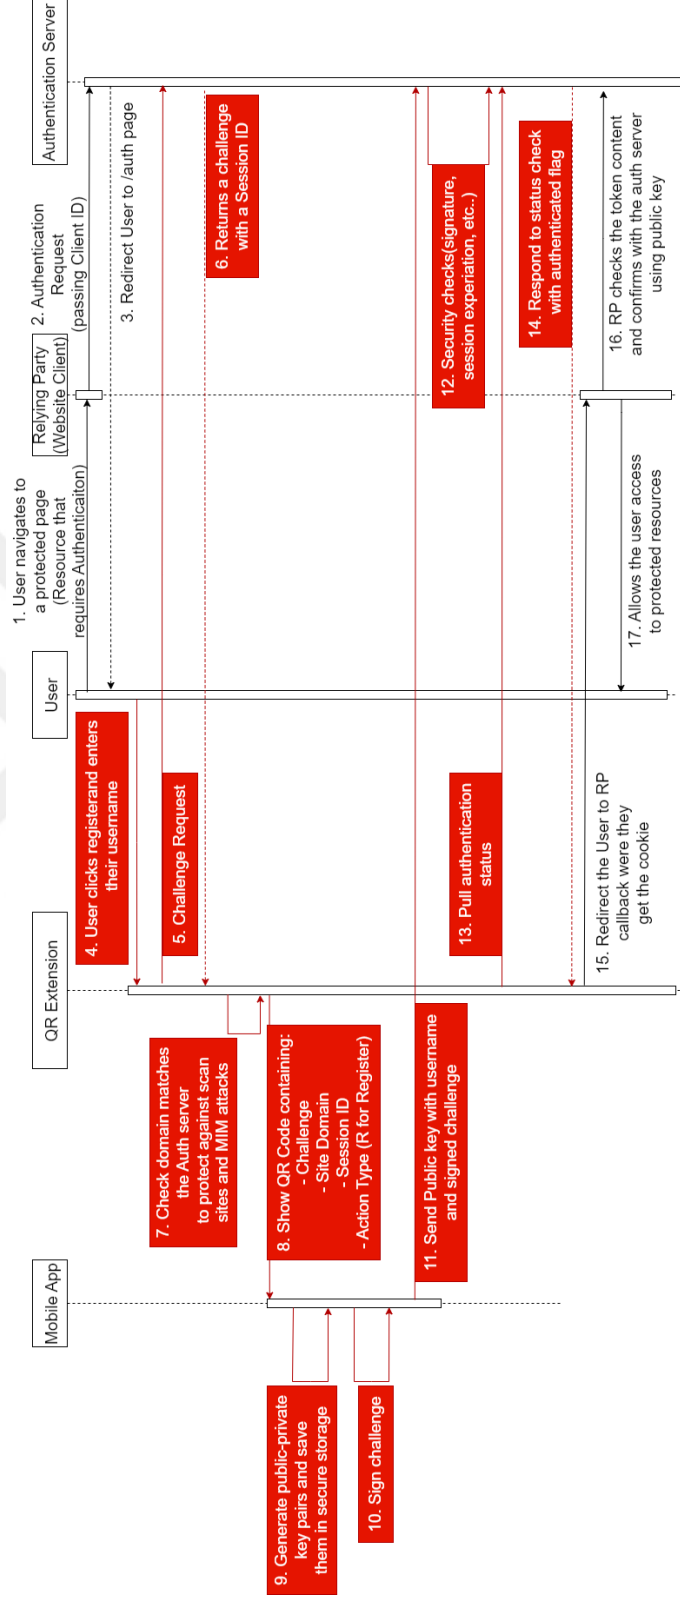 Mobile App
QR Extension
User
Relying Party
(Website Client)
Authentication Server
1. User navigates to
a protected page
(Resource that
requires Authenticaiton)
2. Authentication
Request
(passing Client ID)
3. Redirect User to /auth page
4. User clicks registerand enters
their username
5. Challenge Request
6. Returns a challenge
with a Session ID
7. Check domain matches
the Auth server
to protect against scan
sites and MIM attacks
8. Show QR Code containing:
- Challenge
- Site Domain
- Session ID
- Action Type (R for Register)
9. Generate public-private
key pairs and save
them in secure storage
10. Sign challenge
11. Send Public key with username
and signed challenge
12. Security checks(signature,
session experiation, etc..)
13. Pull authentication
status
14. Respond to status check
with authenticated flag
15. Redirect the User to RP
callback were they
get the cookie
16. RP checks the token content
and confirms with the auth server
using public key
17. Allows the user access
to protected resources